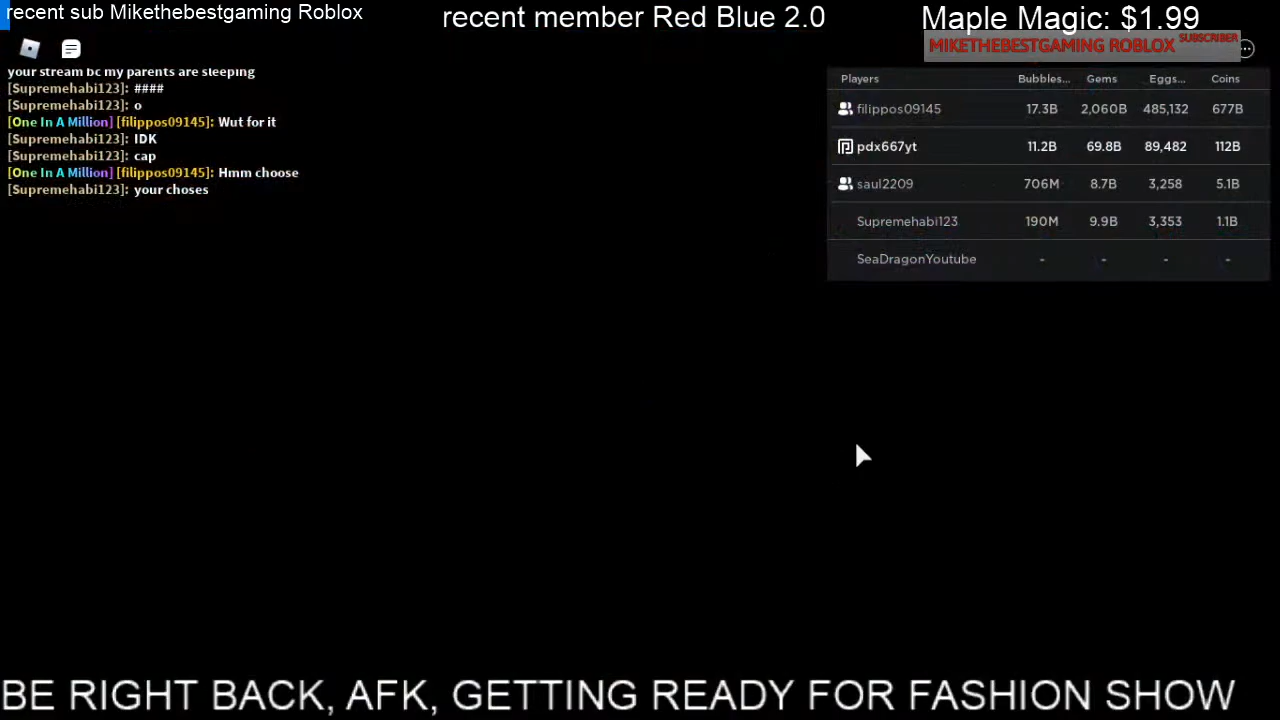 recent sub Mikethebestgaming Roblox
recent member Red Blue 2.0
Maple Magic: $1.99
MIKETHEBESTGAMING ROBLOX SUBSCRIBER
your stream bc my parents are sleeping
[Supremehabi123]: ####
[Supremehabi123]: o
[One In A Million] [filippos09145]: Wut for it
[Supremehabi123]: IDK
[Supremehabi123]: cap
[One In A Million] [filippos09145]: Hmm choose
[Supremehabi123]: your choses
Players Bubbles... Gems Eggs... Coins
filippos09145 17.3B 2,060B 485,132 677B
pdx667yt 11.2B 69.8B 89,482 112B
saul2209 706M 8.7B 3,258 5.1B
Supremehabi123 190M 9.9B 3,353 1.1B
SeaDragonYoutube - - - -
BE RIGHT BACK, AFK, GETTING READY FOR FASHION SHOW